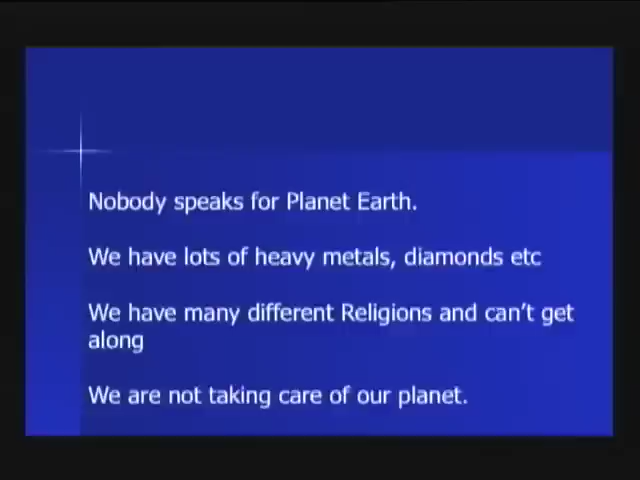 Nobody speaks for Planet Earth.
We have lots of heavy metals, diamonds etc
We have many different Religions and can't get
along
We are not taking care of our planet.